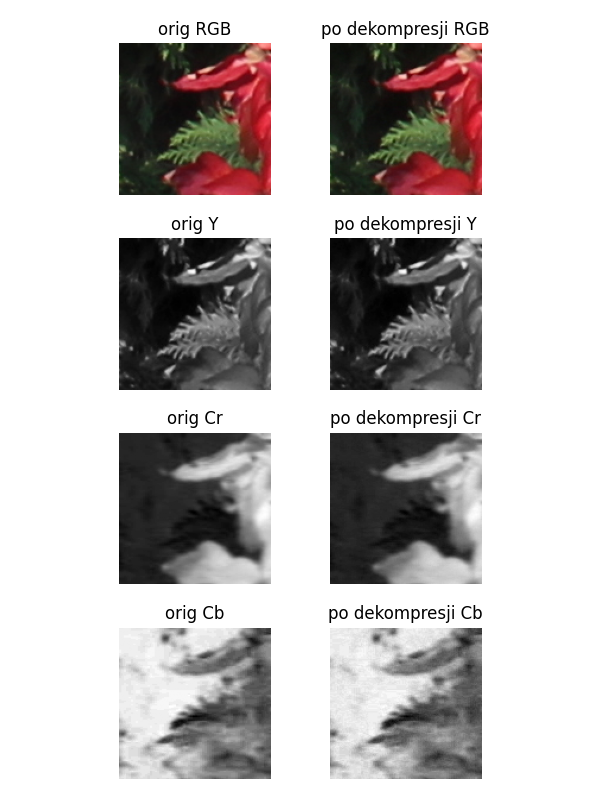 orig RGB
po dekompresji RGB
orig Y
po dekompresji Y
orig Cr
po dekompresji Cr
orig Cb
po dekompresji Cb